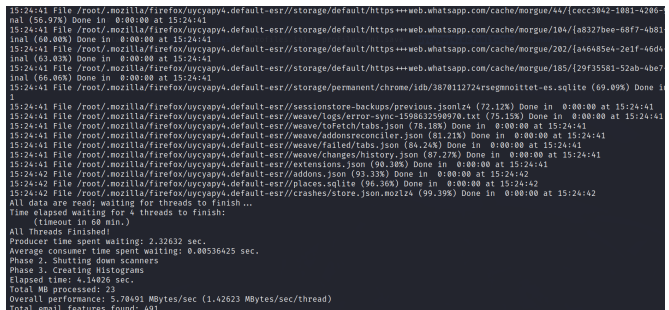 15:24:41 File /root/.mozilla/firefox/uycyapy4.default-esr//storage/default/https+++web.whatsapp.com/cache/morgue/44/{cecc3042-1081-4206-
nal (56.97%) Done in 0:00:00 at 15:24:41
15:24:41 File /root/.mozilla/firefox/uycyapy4.default-esr//storage/default/https+++web.whatsapp.com/cache/morgue/104/{a8327bee-68f7-4b81
inal (60.00%) Done in 0:00:00 at 15:24:41
15:24:41 File /root/.mozilla/firefox/uycyapy4.default-esr//storage/default/https+++web.whatsapp.com/cache/morgue/202/{a46485e4-2e1f-46d4
inal (63.03%) Done in 0:00:00 at 15:24:41
15:24:41 File /root/.mozilla/firefox/uycyapy4.default-esr//storage/default/https+++web.whatsapp.com/cache/morgue/185/{29f35581-52ab-4be7-
inal (66.06%) Done in 0:00:00 at 15:24:41
15:24:41 File /root/.mozilla/firefox/uycyapy4.default-esr//storage/permanent/chrome/idb/3870112724rsegmnoittet-es.sqlite (69.09%) Done in
1
15:24:41 File /root/.mozilla/firefox/uycyapy4.default-esr//sessionstore-backups/previous.jsonlz4 (72.12%) Done in 0:00:00 at 15:24:41
15:24:41 File /root/.mozilla/firefox/uycyapy4.default-esr//weave/logs/error-sync-1598632590970.txt (75.15%) Done in 0:00:00 at 15:24:41
15:24:41 File /root/.mozilla/firefox/uycyapy4.default-esr//weave/toFetch/tabs.json (78.18%) Done in 0:00:00 at 15:24:41
15:24:41 File /root/.mozilla/firefox/uycyapy4.default-esr//weave/addonsreconciler.json (81.21%) Done in 0:00:00 at 15:24:41
15:24:41 File /root/.mozilla/firefox/uycyapy4.default-esr//weave/failed/tabs.json (84.24%) Done in 0:00:00 at 15:24:41
15:24:41 File /root/.mozilla/firefox/uycyapy4.default-esr//weave/changes/history.json (87.27%) Done in 0:00:00 at 15:24:41
15:24:41 File /root/.mozilla/firefox/uycyapy4.default-esr//extensions.json (90.30%) Done in 0:00:00 at 15:24:41
15:24:42 File /root/.mozilla/firefox/uycyapy4.default-esr//addons.json (93.33%) Done in 0:00:00 at 15:24:42
15:24:42 File /root/.mozilla/firefox/uycyapy4.default-esr//places.sqlite (96.36%) Done in 0:00:00 at 15:24:42
15:24:42 File /root/.mozilla/firefox/uycyapy4.default-esr//crashes/store.json.mozlz4 (99.39%) Done in 0:00:00 at 15:24:42
All data are read; waiting for threads to finish...
Time elapsed waiting for 4 threads to finish:
(timeout in 60 min.)
All Threads Finished!
Producer time spent waiting: 2.32632 sec.
Average consumer time spent waiting: 0.00536425 sec.
Phase 2. Shutting down scanners
Phase 3. Creating Histograms
Elapsed time: 4.14026 sec.
Total MB processed: 23
Overall performance: 5.70491 MBytes/sec (1.42623 MBytes/sec/thread)
Total email features found: 491